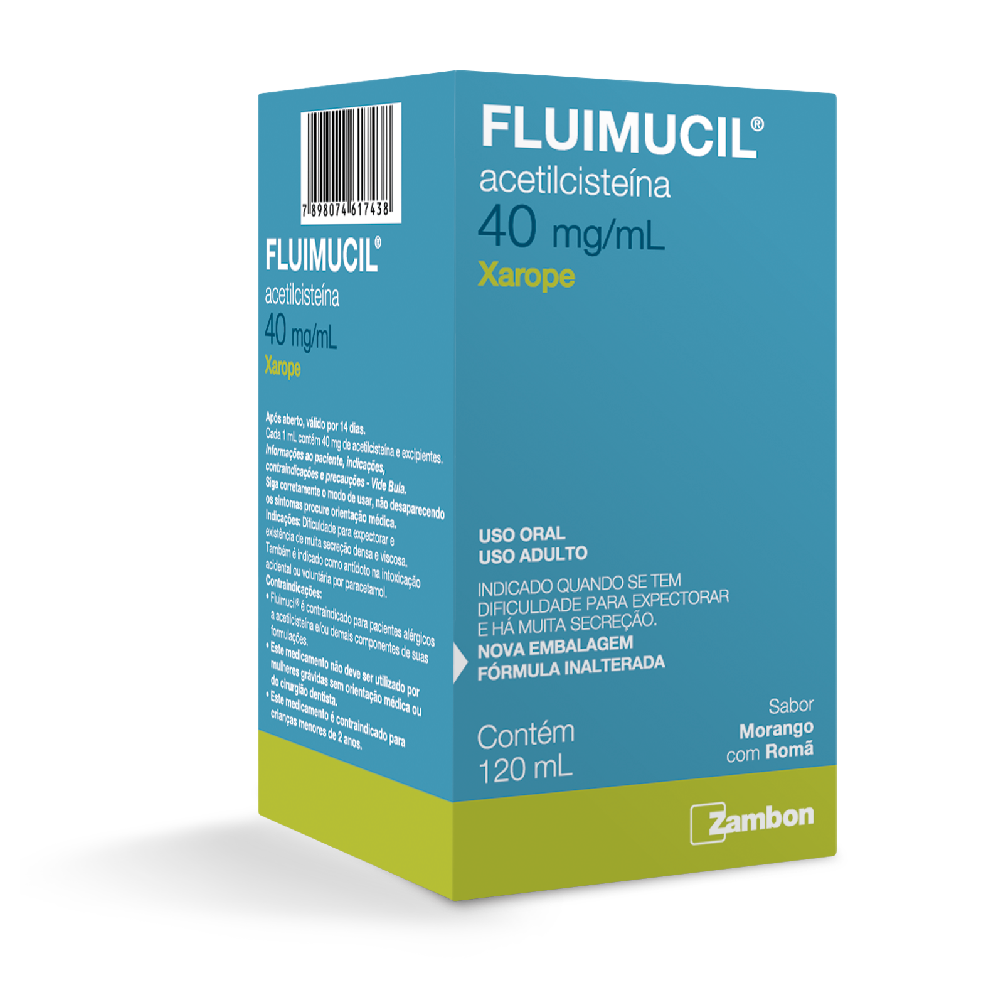 7 898074 617438
FLUIMUCIL®
acetilcisteína
40 mg/mL
Xarope
Após aberto, válido por 14 dias.
Cada 1 mL contém 40 mg de acetilcisteína e excipientes.
Informações ao paciente, Indicações,
contraindicações e precauções - Vide Bula.
Siga corretamente o modo de usar, não desaparecendo
os sintomas procure orientação médica.
Indicações: Dificuldade para expectorar e
existência de muita secreção densa e viscosa.
Também é indicado como antídoto na intoxicação
acidental ou voluntária por paracetamol.
Contraindicações:
• Fluimucil® é contraindicado para pacientes alérgicos
a acetilcisteína e/ou demais componentes de suas
formulações.
• Este medicamento não deve ser utilizado por
mulheres grávidas sem orientação médica ou
do cirurgião dentista.
• Este medicamento é contraindicado para
crianças menores de 2 anos.
FLUIMUCIL®
acetilcisteína
40 mg/mL
Xarope
USO ORAL
USO ADULTO
INDICADO QUANDO SE TEM
DIFICULDADE PARA EXPECTORAR
E HÁ MUITA SECREÇÃO.
NOVA EMBALAGEM
FÓRMULA INALTERADA
Contém
120 mL
Sabor
Morango
com Romã
Zambon